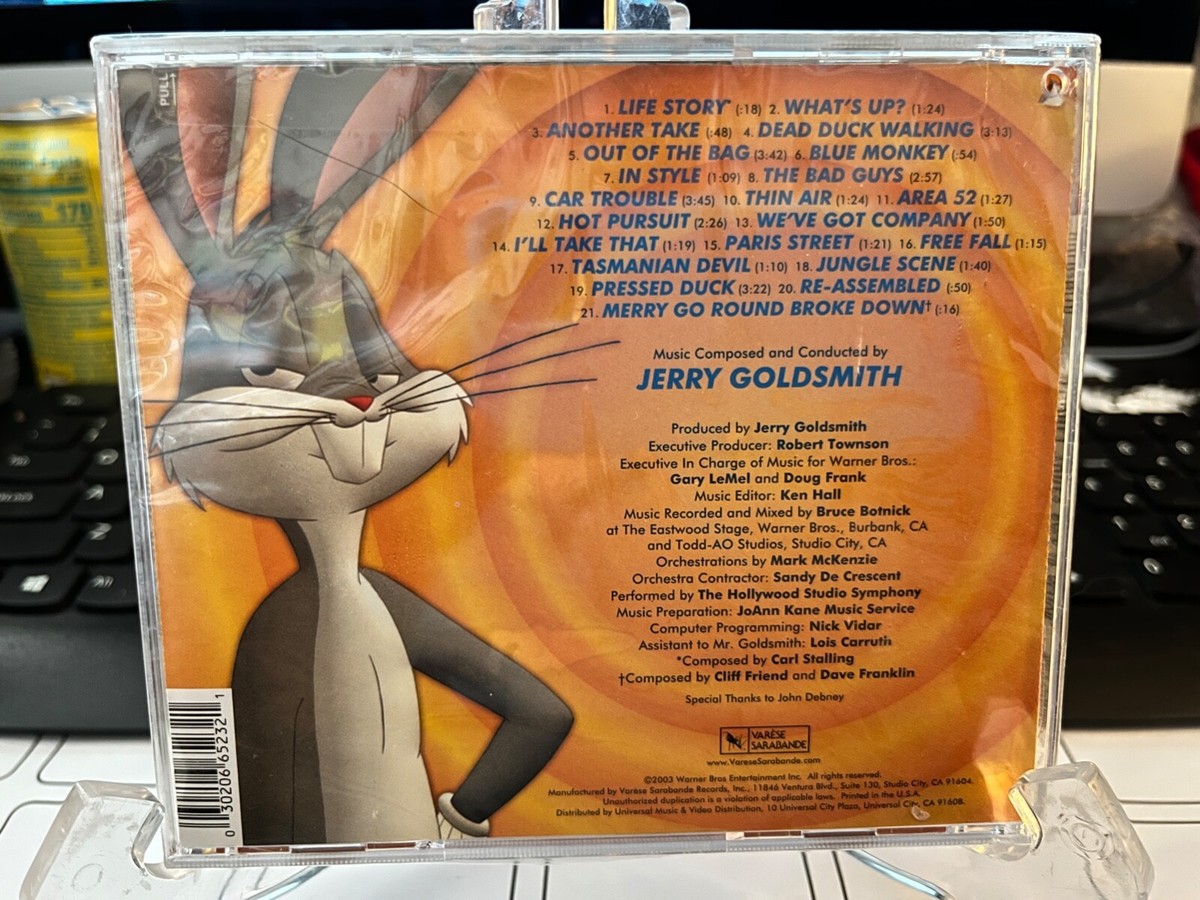 PULL
1. LIFE STORY* (:18) 2. WHAT'S UP? (1:24)
3. ANOTHER TAKE (:48) 4. DEAD DUCK WALKING (3:13)
5. OUT OF THE BAG (3:42) 6. BLUE MONKEY (:54)
7. IN STYLE (1:09) 8. THE BAD GUYS (2:57)
9. CAR TROUBLE (3:45) 10. THIN AIR (1:24) 11. AREA 52 (1:27)
12. HOT PURSUIT (2:26) 13. WE'VE GOT COMPANY (1:50)
14. I'LL TAKE THAT (1:19) 15. PARIS STREET (1:21) 16. FREE FALL (1:15)
17. TASMANIAN DEVIL (1:10) 18. JUNGLE SCENE (1:40)
19. PRESSED DUCK (3:22) 20. RE-ASSEMBLED (:50)
21. MERRY GO ROUND BROKE DOWN† (:16)
Music Composed and Conducted by
JERRY GOLDSMITH
Produced by Jerry Goldsmith
Executive Producer: Robert Townson
Executive In Charge of Music for Warner Bros.:
Gary LeMel and Doug Frank
Music Editor: Ken Hall
Music Recorded and Mixed by Bruce Botnick
at The Eastwood Stage, Warner Bros., Burbank, CA
and Todd-AO Studios, Studio City, CA
Orchestrations by Mark McKenzie
Orchestra Contractor: Sandy De Crescent
Performed by The Hollywood Studio Symphony
Music Preparation: JoAnn Kane Music Service
Computer Programming: Nick Vidar
Assistant to Mr. Goldsmith: Lois Carruth
*Composed by Carl Stalling
†Composed by Cliff Friend and Dave Franklin
Special Thanks to John Debney
VARÈSE
SARABANDE
www.VareseSarabande.com
©2003 Warner Bros Entertainment Inc. All rights reserved.
Manufactured by Varèse Sarabande Records, Inc., 11846 Ventura Blvd., Suite 130, Studio City, CA 91604.
Unauthorized duplication is a violation of applicable laws. Printed in the U.S.A.
Distributed by Universal Music & Video Distribution, 10 Universal City Plaza, Universal City, CA 91608.
0 30206 65232 1